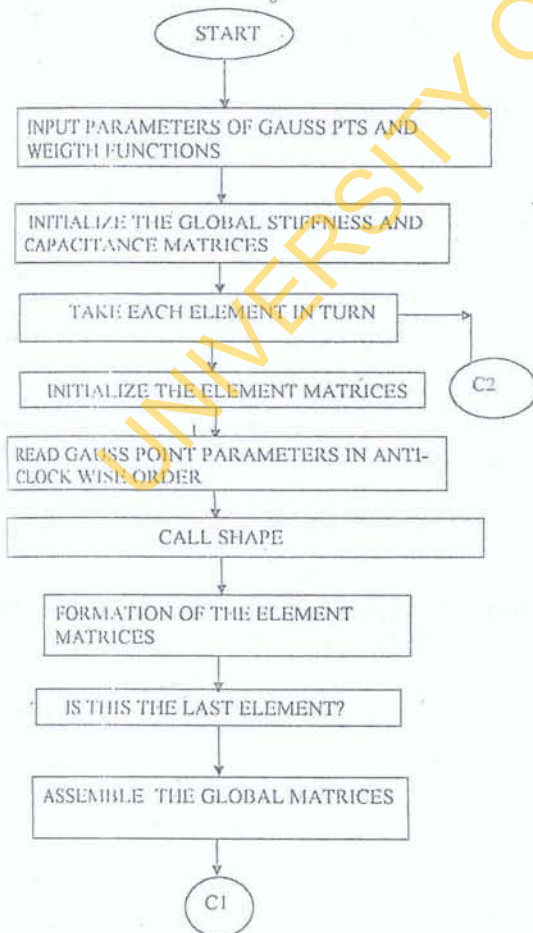 START
INPUT PARAMETERS OF GAUSS PTS AND
WEIGTH FUNCTIONS
INITIALIZE THE GLOBAL STIFFNESS AND
CAPACITANCE MATRICES
TAKE EACH ELEMENT IN TURN
C2
INITIALIZE THE ELEMENT MATRICES
READ GAUSS POINT PARAMETERS IN ANTI-
CLOCK WISE ORDER
CALL SHAPE
FORMATION OF THE ELEMENT
MATRICES
IS THIS THE LAST ELEMENT?
ASSEMBLE THE GLOBAL MATRICES
C1
UNIVERSITY O